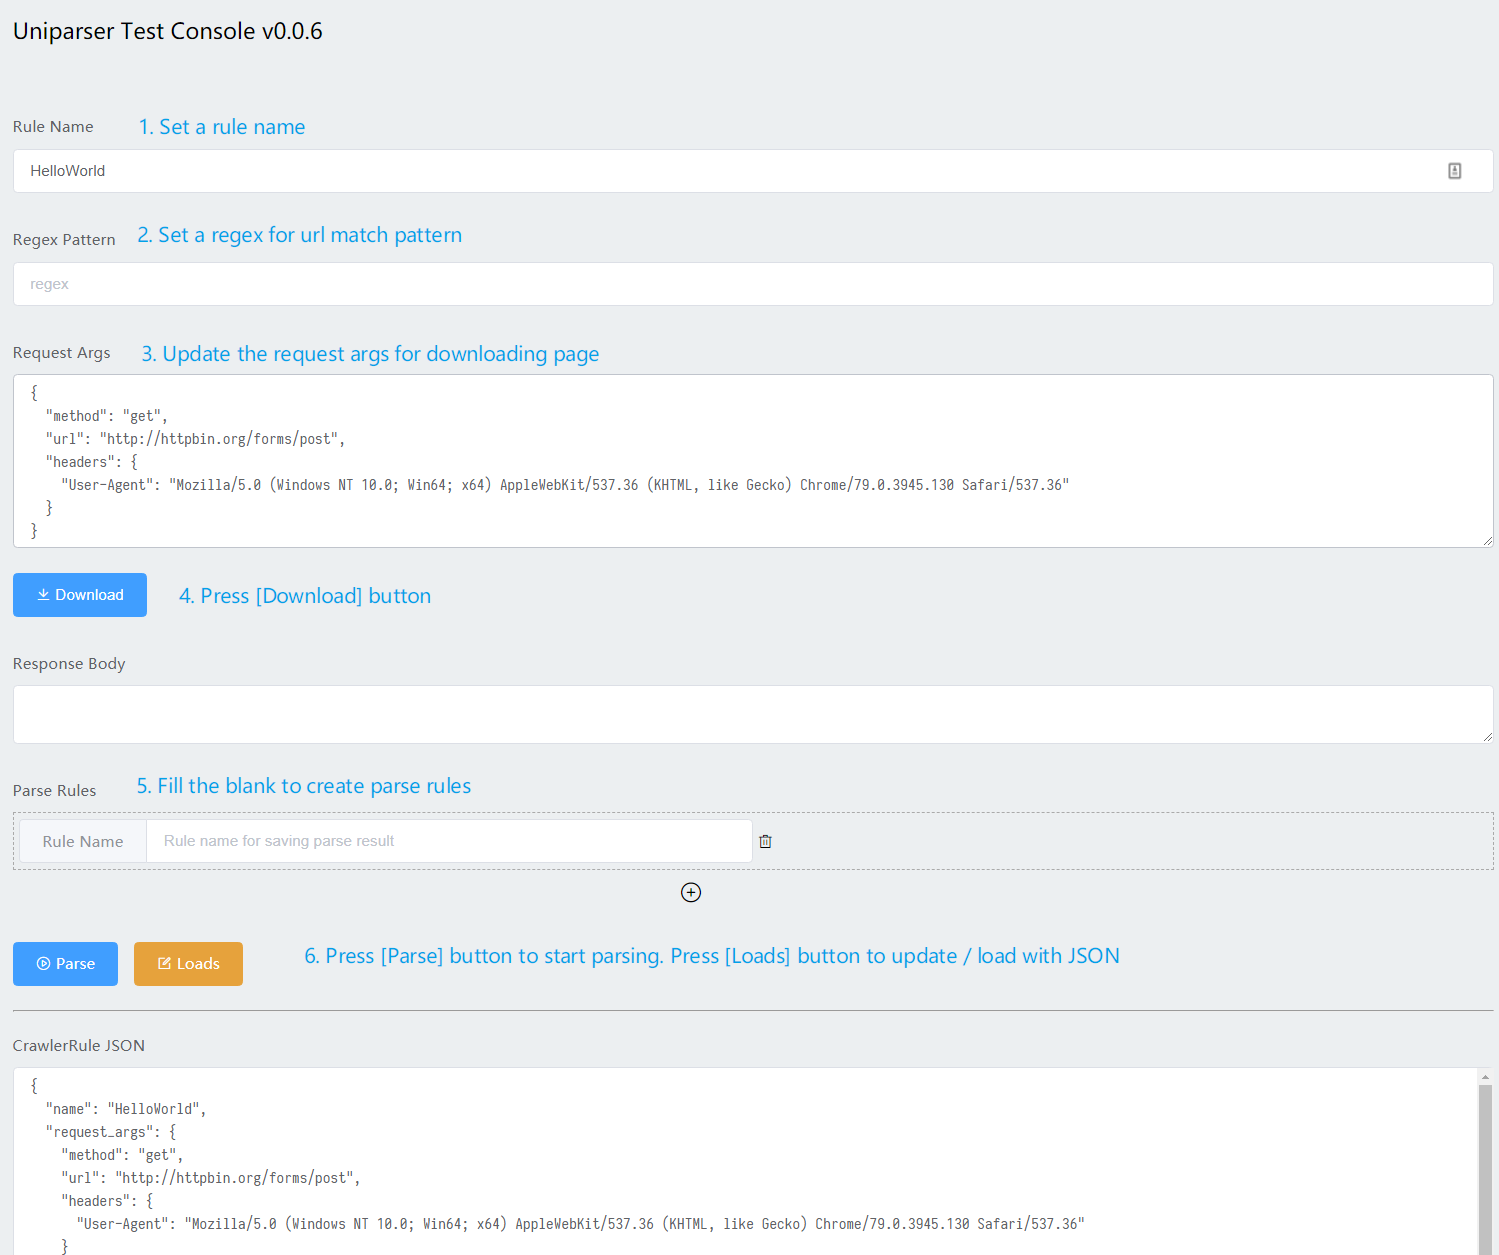 Uniparser Test Console v0.0.6
Rule Name 1. Set a rule name
HelloWorld
Regex Pattern 2. Set a regex for url match pattern
regex
Request Args 3. Update the request args for downloading page
{
"method": "get",
"url": "http://httpbin.org/forms/post",
"headers": {
"User-Agent": "Mozilla/5.0 (Windows NT 10.0; Win64; x64) AppleWebKit/537.36 (KHTML, like Gecko) Chrome/79.0.3945.130 Safari/537.36"
}
}
Download 4. Press [Download] button
Response Body
Parse Rules 5. Fill the blank to create parse rules
Rule Name Rule name for saving parse result
Parse Loads 6. Press [Parse] button to start parsing. Press [Loads] button to update / load with JSON
CrawlerRule JSON
{
"name": "HelloWorld",
"request_args": {
"method": "get",
"url": "http://httpbin.org/forms/post",
"headers": {
"User-Agent": "Mozilla/5.0 (Windows NT 10.0; Win64; x64) AppleWebKit/537.36 (KHTML, like Gecko) Chrome/79.0.3945.130 Safari/537.36"
}